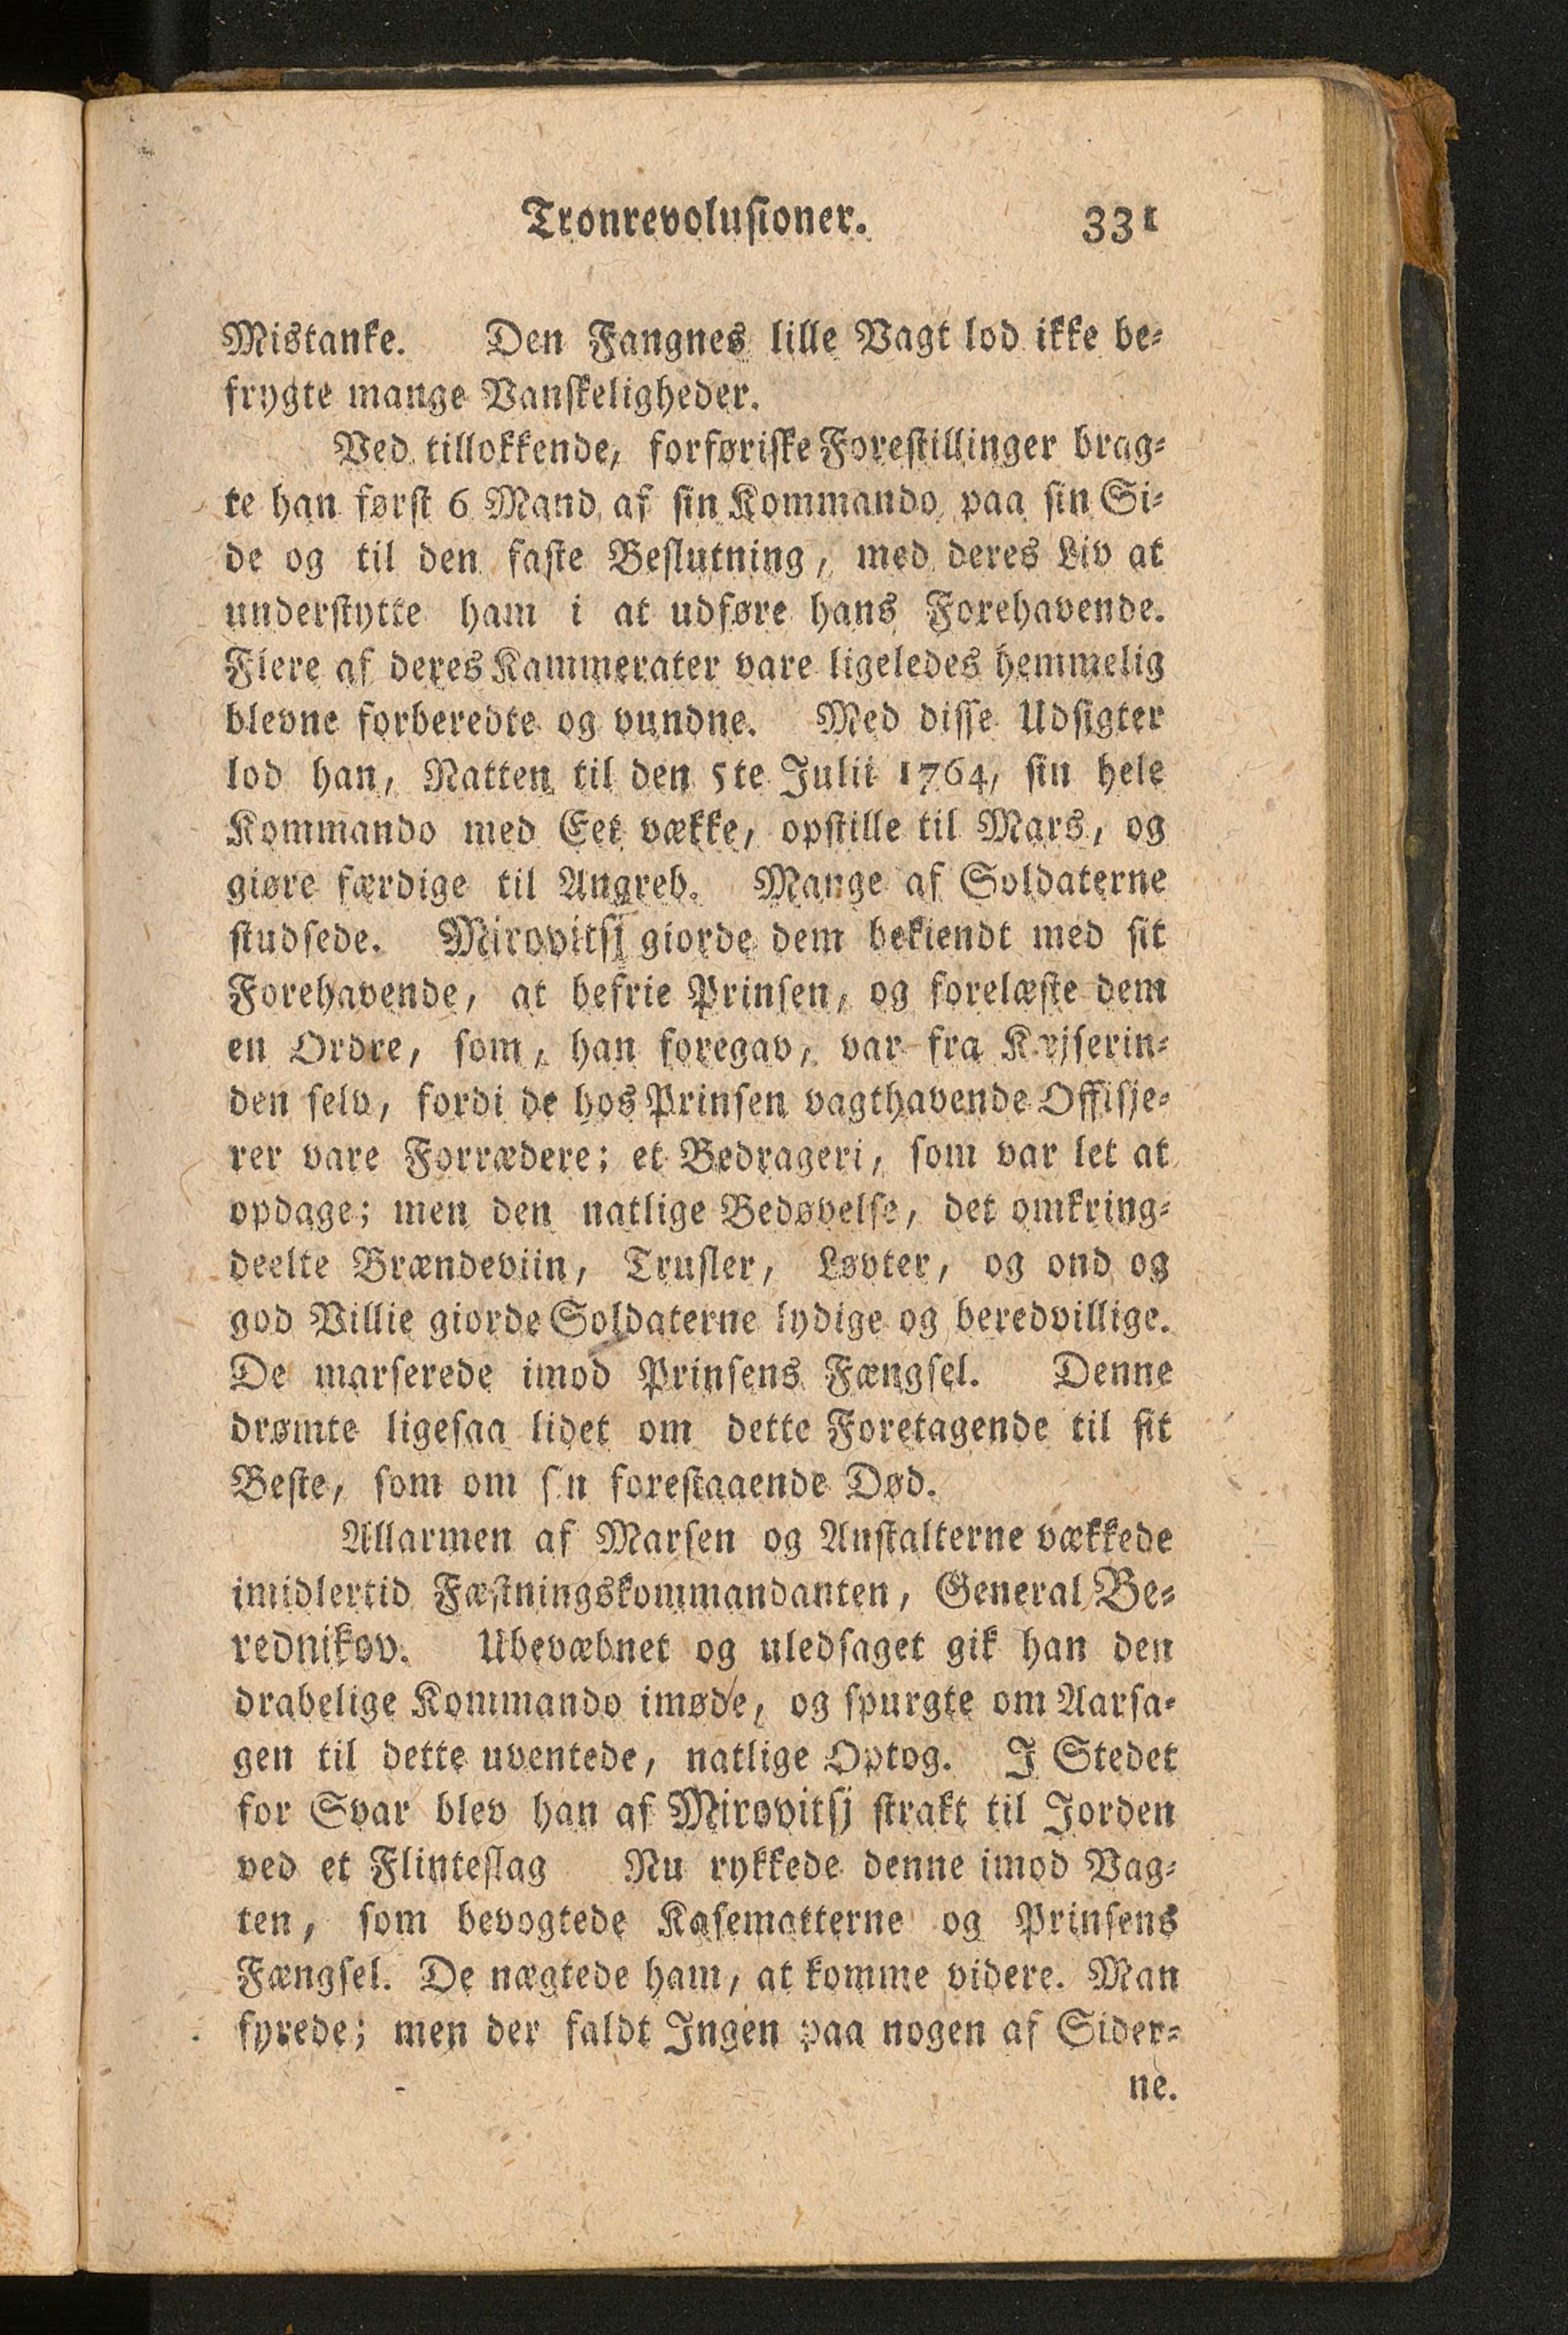 Tronrevolusioner. 331
Mistanke. Den Fangnes lille Vagt lod ikke be-
frygte mange Vanskeligheder.
Ved tillokkende, forføriske Forestillinger brag-
te han først 6 Mand af sin Kommando paa sin Si-
de og til den faste Beslutning, med deres Liv at
understytte ham i at udføre hans Forehavende.
Flere af deres Kammerater vare ligeledes hemmelig
blevne forberedte og vundne. Med disse Udsigter
lod han, Natten til den 5te Julii 1764, sin hele
Kommando med Eet vække, opstille til Mars, og
giøre færdige til Angreb. Mange af Soldaterne
studsede. Mirovitsj giorde dem bekiendt med sit
Forehavende, at befrie Prinsen, og forelæste dem
en Ordre, som, han foregav, var fra Kejserin-
den selv, fordi de hos Prinsen vagthavende Offisje-
rer vare Forrædere; et Bedrageri, som var let at
opdage; men den natlige Bedøvelse, det omkring-
deelte Brændeviin, Trusler, Løvter, og ond og
god Villie giorde Soldaterne lydige og beredvillige.
De marserede imod Prinsens Fængsel. Denne
drømte ligesaa lidet om dette Foretagende til sit
Beste, som om s n forestaaende Død.
Allarmen af Marsen og Anstalterne vækkede
imidlertid Fæstningskommandanten, General Be-
rednikov. Ubevæbnet og uledsaget gik han den
drabelige Kommando imøde, og spurgte om Aarsa-
gen til dette uventede, natlige Optog. I Stedet
for Svar blev han af Mirovitsj strakt til Jorden
ved et Flinteslag Nu rykkede denne imod Vag-
ten, som bevogtede Kasematterne og Prinsens
Fængsel. De nægtede ham, at komme videre. Man
fyrede; men der faldt Ingen paa nogen af Sider-
ne.